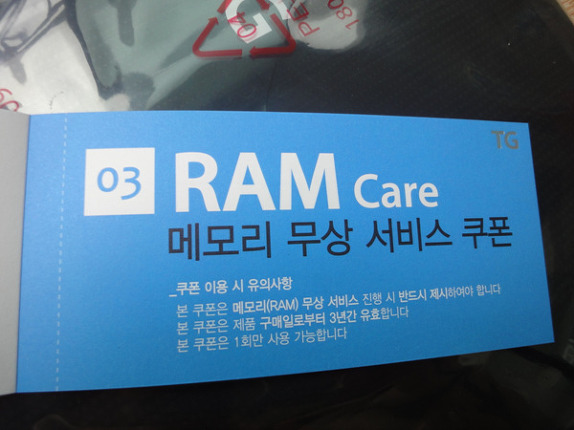 TG
03
RAM Care
메모리 무상 서비스 쿠폰
_쿠폰 이용 시 유의사항
본 쿠폰은 메모리(RAM) 무상 서비스 진행 시 반드시 제시하여야 합니다
본 쿠폰은 제품 구매일로부터 3년간 유효합니다
본 쿠폰은 1회만 사용 가능합니다